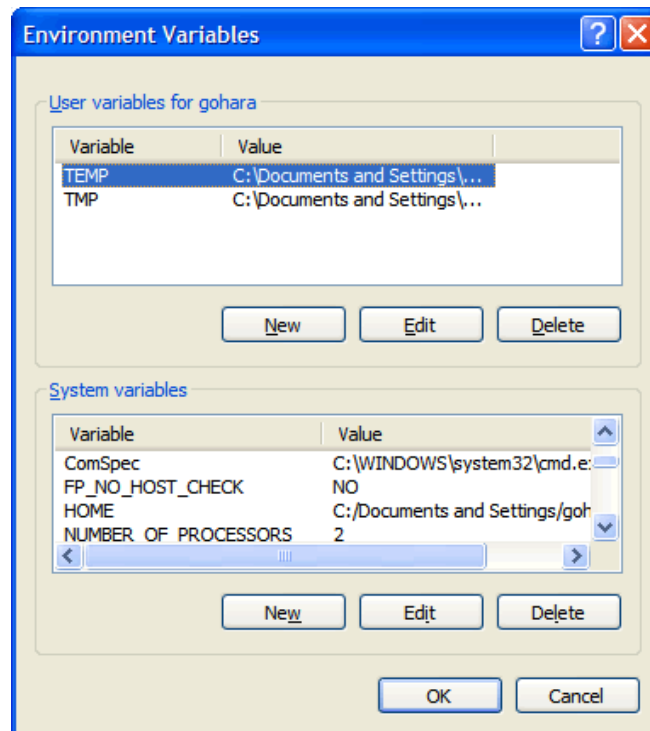 Environment Variables
User variables for gohara
Variable Value
TEMP C:\Documents and Settings\...
TMP C:\Documents and Settings\...
New Edit Delete
System variables
Variable Value
ComSpec C:\WINDOWS\system32\cmd.e
FP_NO_HOST_CHECK NO
HOME C:/Documents and Settings/goh
NUMBER_OF_PROCESSORS 2
New Edit Delete
OK Cancel